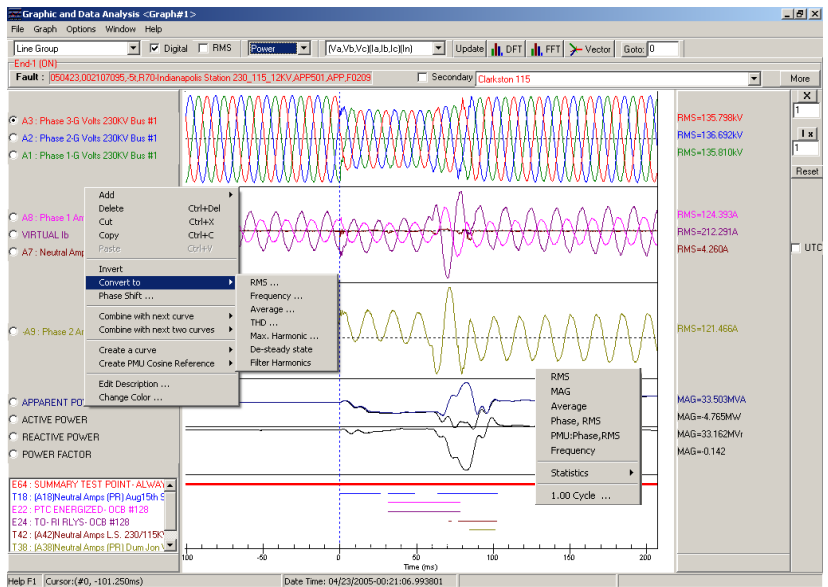 Graphic and Data Analysis <Graph#1>
File Graph Options Window Help
Line Group Digital RMS Power (Va,Vb,Vc)(Ia,Ib,Ic)(In) Update DFT FFT Vector Goto: 0
End-1 (ON)
Fault : 050423,002107095,-5t,R70-Indianapolis Station 230_115_12KV,APP501,APP,F0209 Secondary Clarkston 115 More
X
1
A3 : Phase 3-G Volts 230KV Bus #1 RMS=135.798kV
A2 : Phase 2-G Volts 230KV Bus #1 RMS=136.692kV
I x
A1 : Phase 1-G Volts 230KV Bus #1 RMS=135.810kV
1
Reset
A8 : Phase 1 Am RMS=124.393A
VIRTUAL Ib RMS=212.291A
A7 : Neutral Amp RMS=4.260A
UTC
-A9 : Phase 2 A RMS=121.466A
Add
Delete Ctrl+Del
Cut Ctrl+X
Copy Ctrl+C
Paste Ctrl+V
Invert
Convert to
Phase Shift ...
Combine with next curve
Combine with next two curves
Create a curve
Create PMU Cosine Reference
Edit Description ...
Change Color ...
RMS ...
Frequency ...
Average ...
THD ...
Max. Harmonic ...
De-steady state
Filter Harmonics
RMS
MAG
Average
Phase, RMS
PMU:Phase,RMS
Frequency
Statistics
1.00 Cycle ...
APPARENT PO MAG=33.503MVA
ACTIVE POWER MAG=-4.765MW
REACTIVE POWER MAG=33.162MVr
POWER FACTOR MAG=-0.142
E64 : SUMMARY TEST POINT- ALWAY
T18 : (A18)Neutral Amps (PR) Aug15th S
E22 : PTC ENERGIZED- OCB #128
E24 : TO- RI RLYS- OCB #128
T42 : (A42)Neutral Amps L.S. 230/115K
T38 : (A38)Neutral Amps (PR) Dum Jon
100 -50 0 50 100 150 200
Time (ms)
Help F1 Cursor:(#0, -101.250ms) Date Time: 04/23/2005-00:21:06.993801